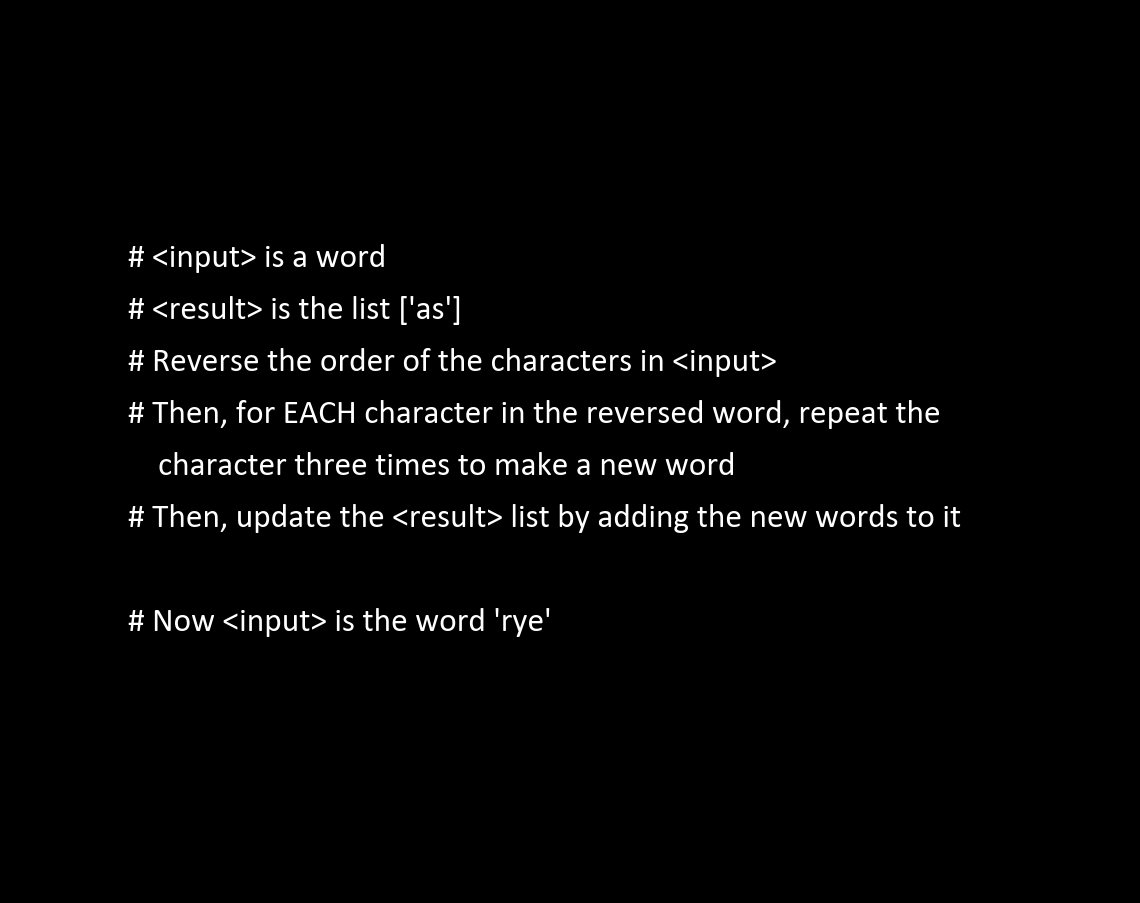 # <input> is a word
# <result> is the list ['as']
# Reverse the order of the characters in <input>
# Then, for EACH character in the reversed word, repeat the
character three times to make a new word
# Then, update the <result> list by adding the new words to it
# Now <input> is the word 'rye'